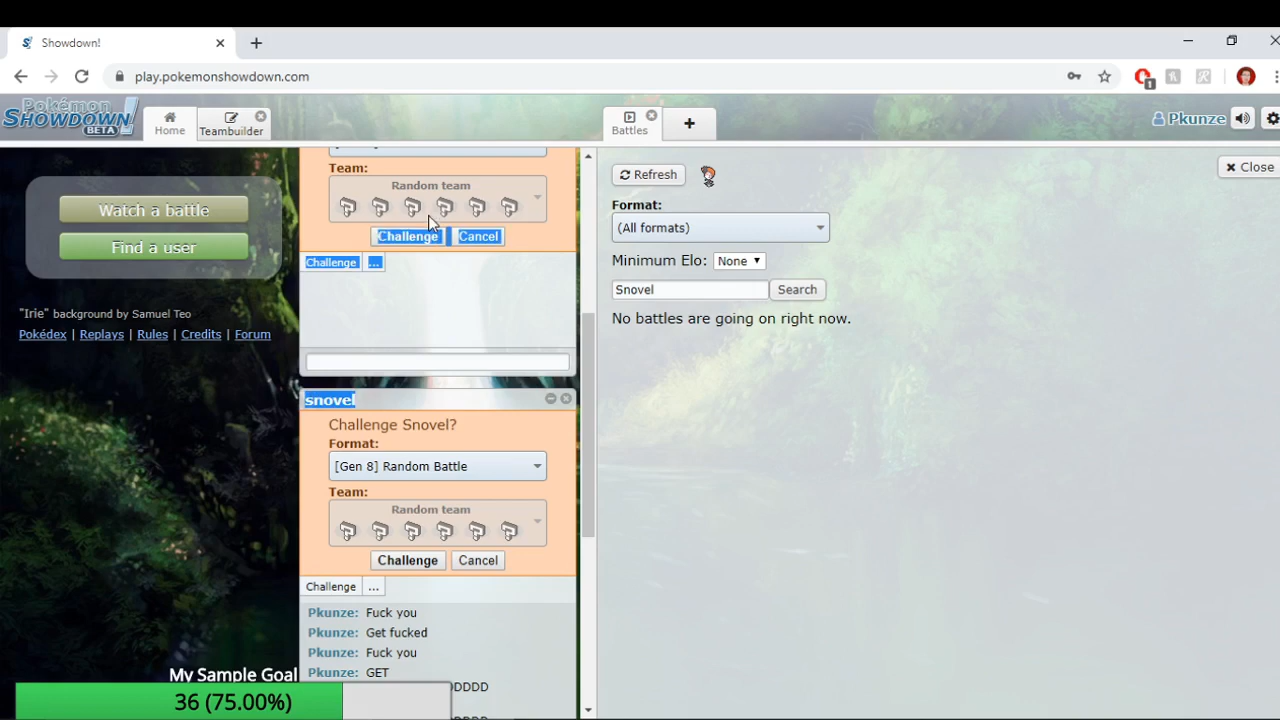 Showdown!
play.pokemonshowdown.com
1
Pokémon
SHOWDOWN!
BETA
Home
Teambuilder
Battles
+
Pkunze
Watch a battle
Find a user
"Irie" background by Samuel Teo
Pokédex | Replays | Rules | Credits | Forum
Team:
Random team
Challenge
Cancel
Challenge
...
snovel
Challenge Snovel?
Format:
[Gen 8] Random Battle
Team:
Random team
Challenge
Cancel
Challenge
...
Pkunze: Fuck you
Pkunze: Get fucked
Pkunze: Fuck you
Pkunze: GET
DDDD
Refresh
Close
Format:
(All formats)
Minimum Elo: None
Snovel
Search
No battles are going on right now.
My Sample Goal
36 (75.00%)